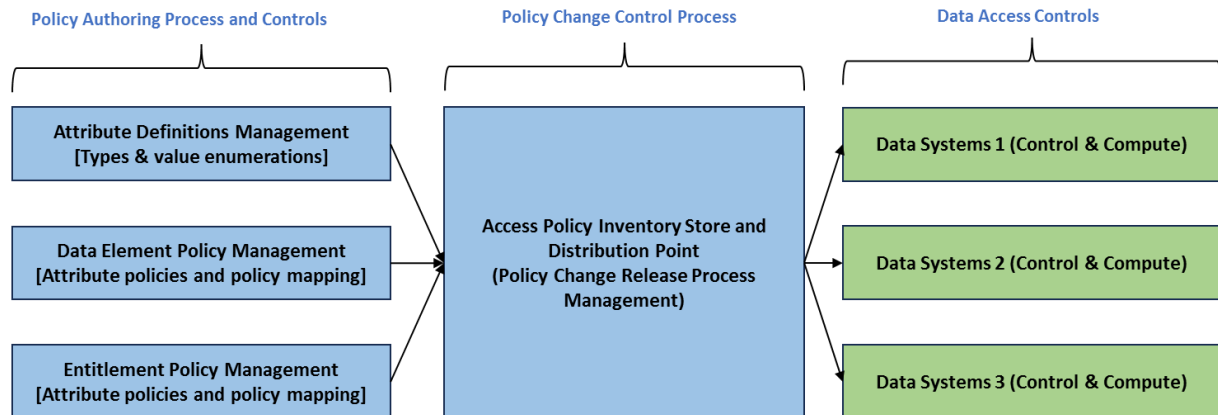 Policy Authoring Process and Controls
Policy Change Control Process
Data Access Controls
Attribute Definitions Management
[Types & value enumerations]
Data Element Policy Management
[Attribute policies and policy mapping]
Entitlement Policy Management
[Attribute policies and policy mapping]
Access Policy Inventory Store and
Distribution Point
(Policy Change Release Process
Management)
Data Systems 1 (Control & Compute)
Data Systems 2 (Control & Compute)
Data Systems 3 (Control & Compute)